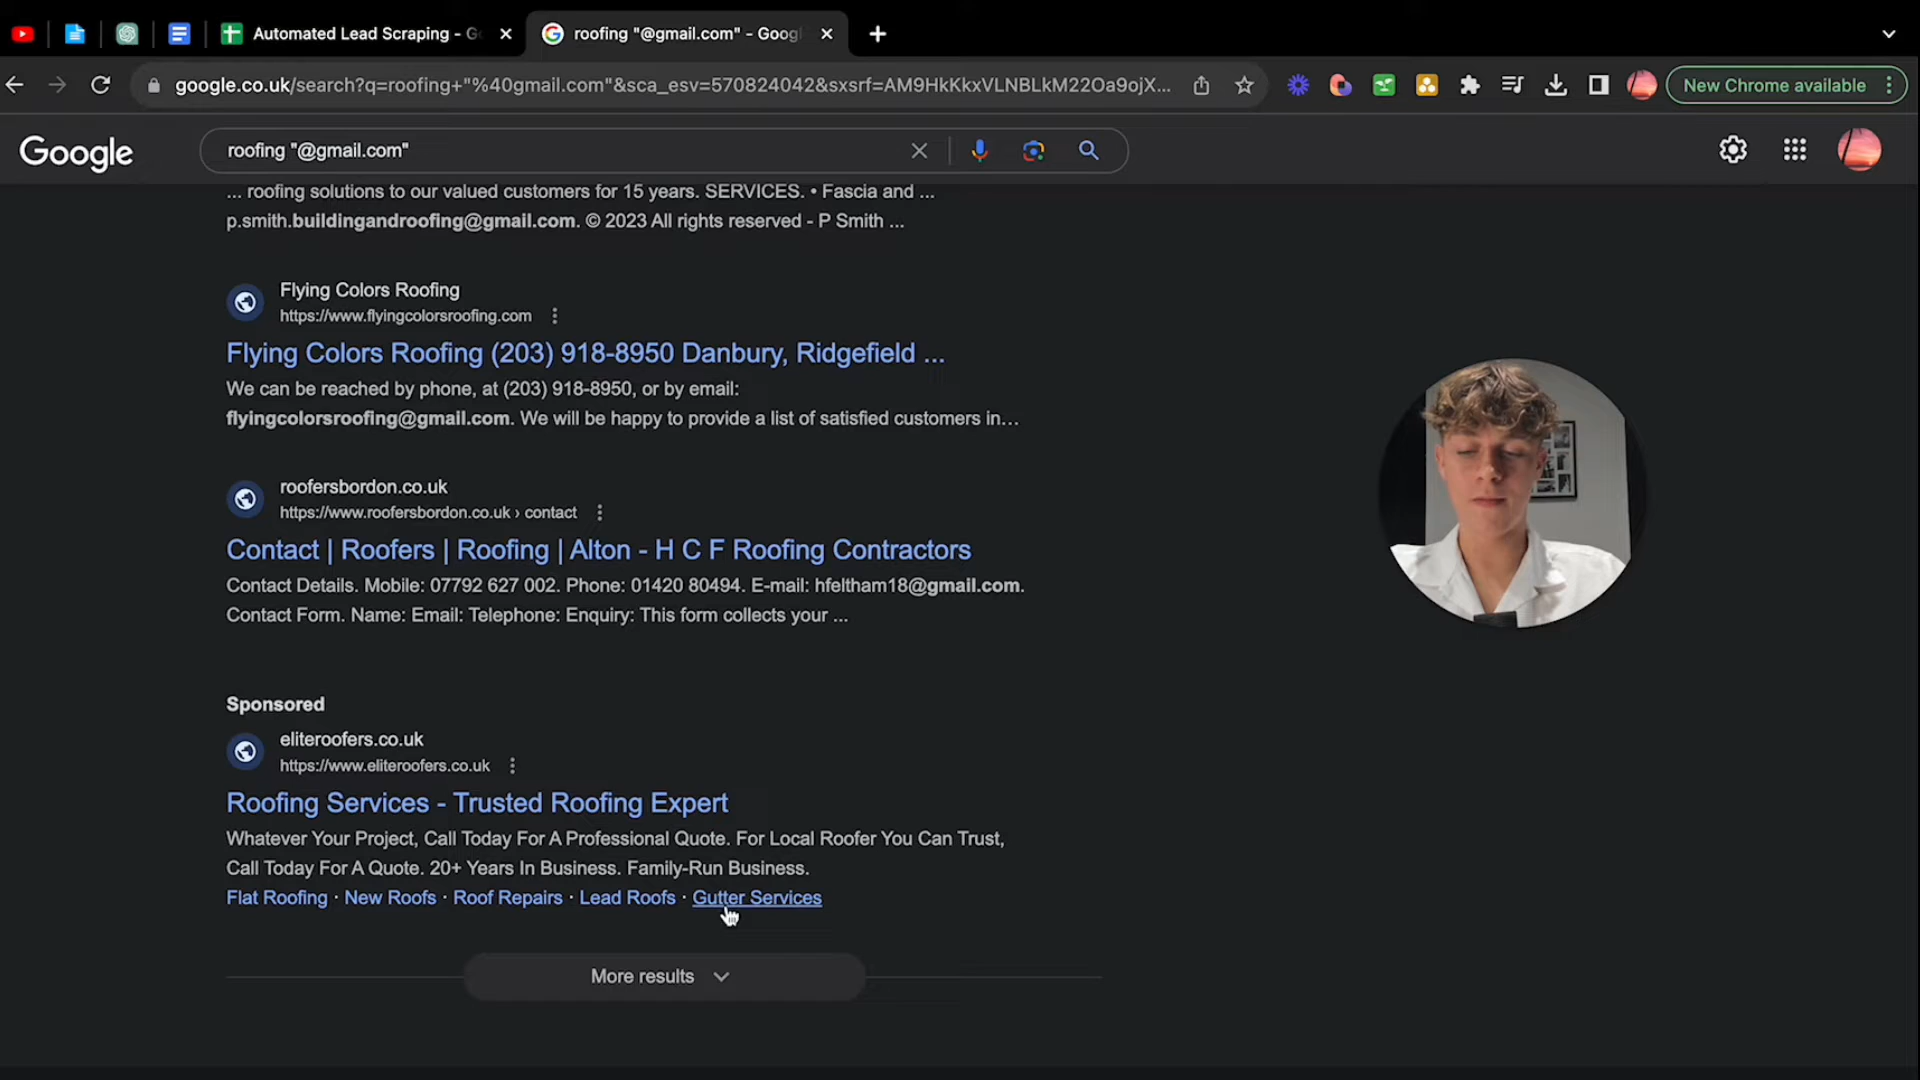 Automated Lead Scraping - G
roofing "@gmail.com" - Googl
google.co.uk/search?q=roofing+"%40gmail.com"&sca_esv=570824042&sxsrf=AM9HkKkxVLNBLkM22Oa9ojX...
New Chrome available
Google
roofing "@gmail.com"
... roofing solutions to our valued customers for 15 years. SERVICES. • Fascia and ...
p.smith.buildingandroofing@gmail.com. © 2023 All rights reserved - P Smith ...
Flying Colors Roofing
https://www.flyingcolorsroofing.com
Flying Colors Roofing (203) 918-8950 Danbury, Ridgefield ...
We can be reached by phone, at (203) 918-8950, or by email:
flyingcolorsroofing@gmail.com. We will be happy to provide a list of satisfied customers in...
roofersbordon.co.uk
https://www.roofersbordon.co.uk › contact
Contact | Roofers | Roofing | Alton - H C F Roofing Contractors
Contact Details. Mobile: 07792 627 002. Phone: 01420 80494. E-mail: hfeltham18@gmail.com.
Contact Form. Name: Email: Telephone: Enquiry: This form collects your ...
Sponsored
eliteroofers.co.uk
https://www.eliteroofers.co.uk
Roofing Services - Trusted Roofing Expert
Whatever Your Project, Call Today For A Professional Quote. For Local Roofer You Can Trust,
Call Today For A Quote. 20+ Years In Business. Family-Run Business.
Flat Roofing · New Roofs · Roof Repairs · Lead Roofs · Gutter Services
More results